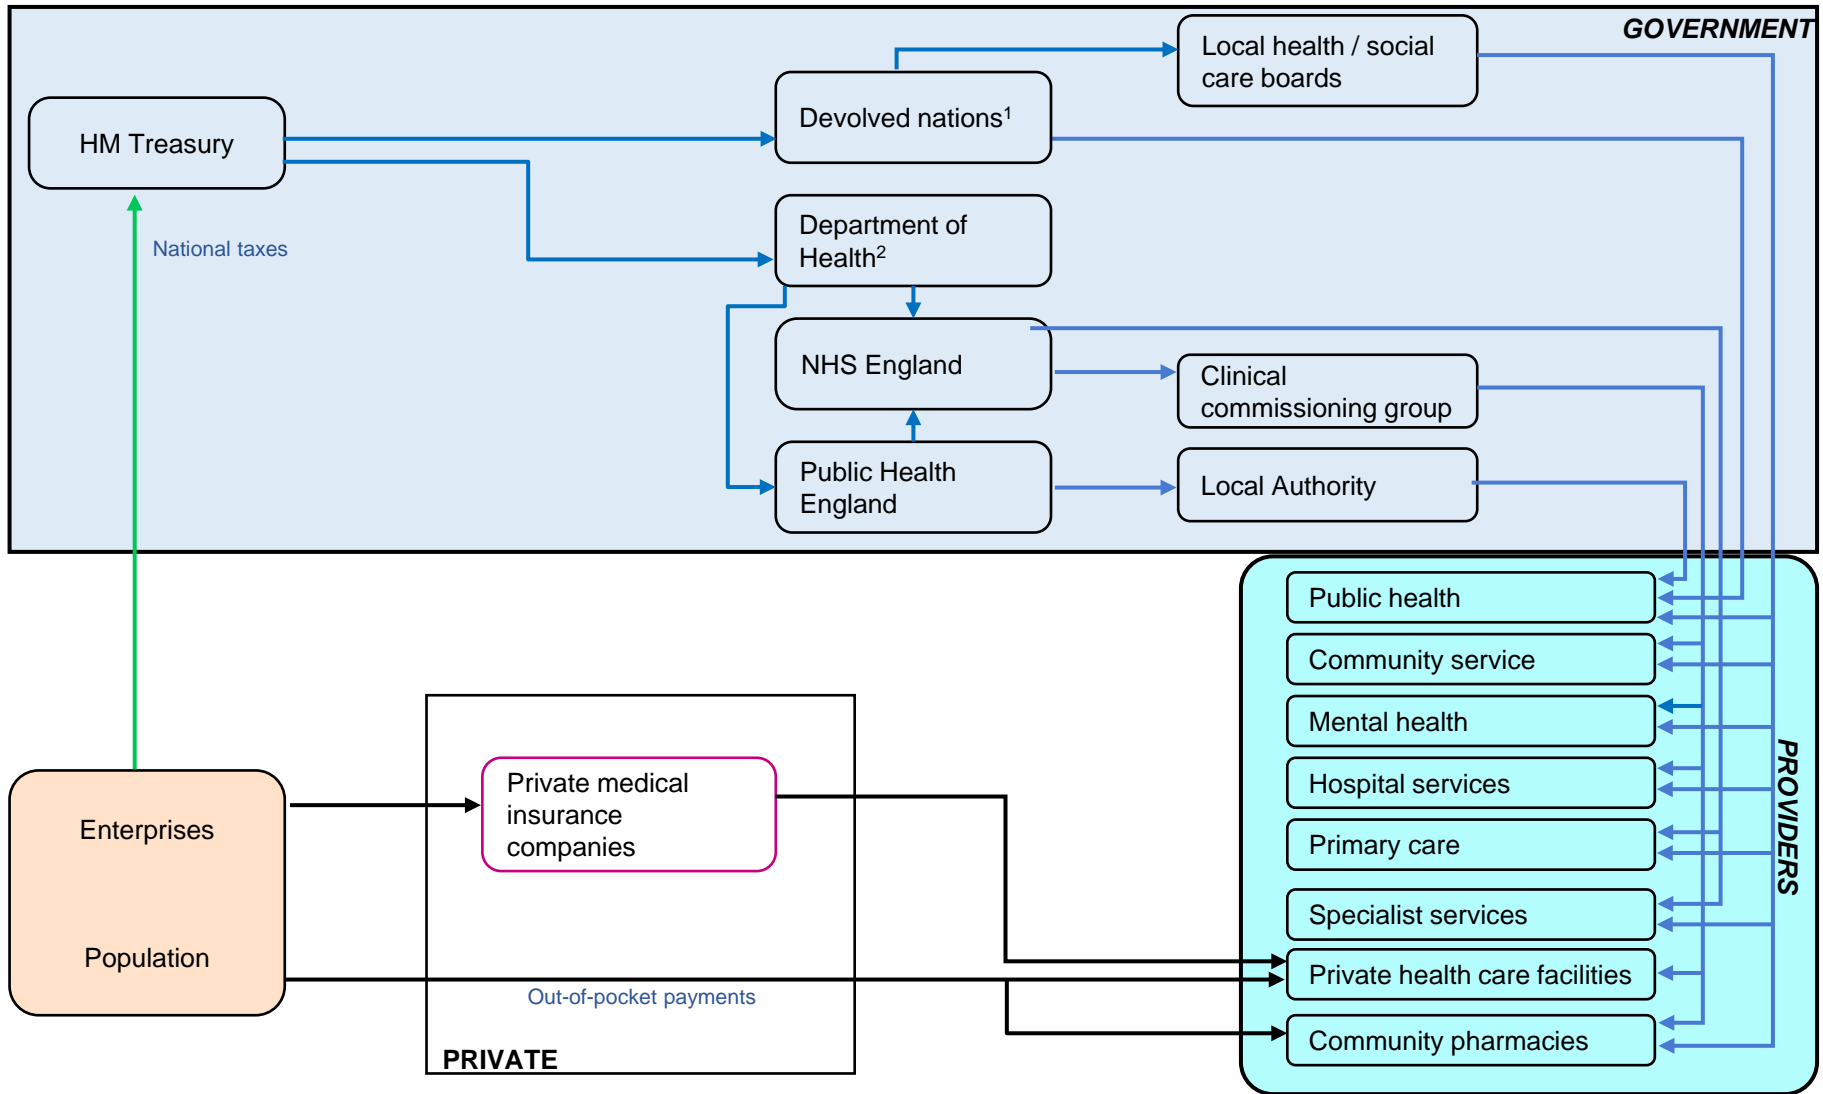 GOVERNMENT
Local health / social
care boards
HM Treasury
Devolved nations¹
National taxes
Department of
Health²
NHS England
Clinical
commissioning group
Public Health
England
Local Authority
Public health
Community service
Mental health
Hospital services
Primary care
Specialist services
Private health care facilities
Community pharmacies
PROVIDERS
Private medical
insurance
companies
Enterprises
Population
Out-of-pocket payments
PRIVATE